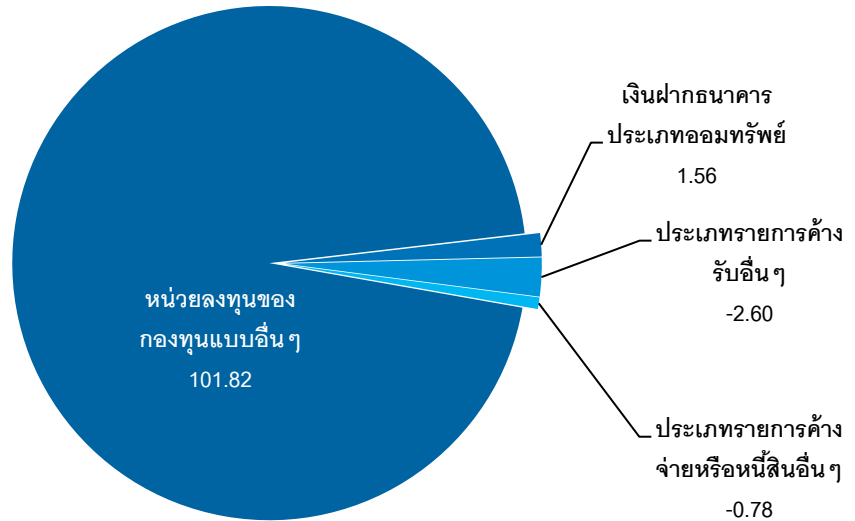 เงินฝากธนาคาร
ประเภทออมทรัพย์
1.56
ประเภทรายการค้าง
รับอื่นๆ
-2.60
หน่วยลงทุนของ
กองทุนแบบอื่นๆ
101.82
ประเภทรายการค้าง
จ่ายหรือหนี้สินอื่นๆ
-0.78